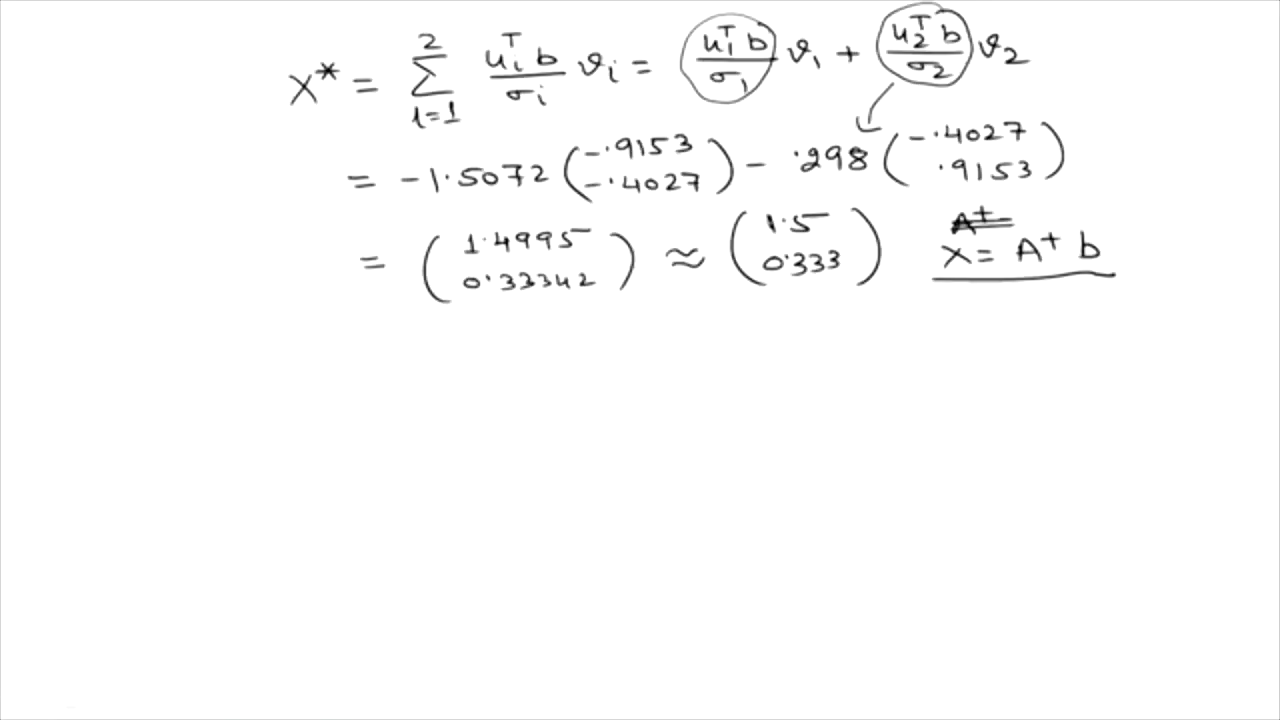 X* = ∑_{i=1}^{2} (u_i^T b / σ_i) v_i = (u_1^T b / σ_1) v_1 + (u_2^T b / σ_2) v_2
= -1.5072 ( -.9153 -.4027 ) - .298 ( -.4027 .9153 )
= ( 1.4995 0.33342 ) ≈ ( 1.5 0.333 )
X = A⁺ b